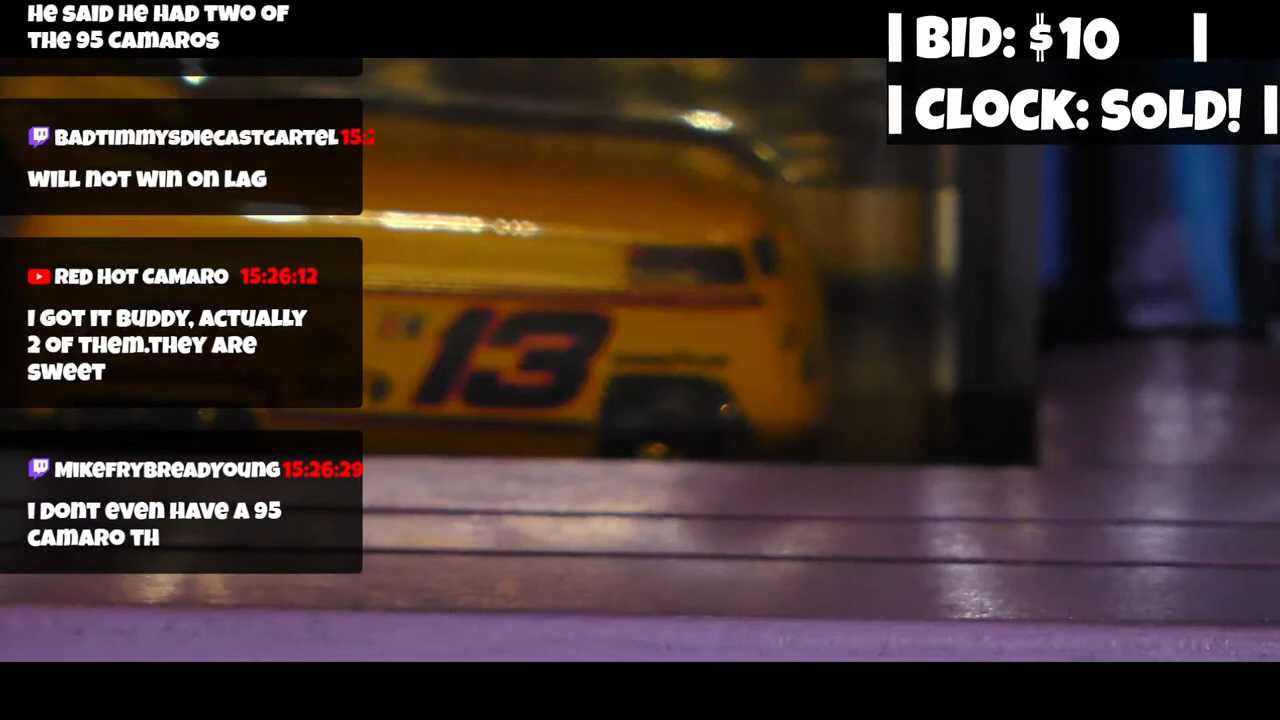 He said he had two of
the 95 Camaros
BadTimmysDiecastCartel 15:2
Will not win on lag
Red Hot Camaro 15:26:12
I got it buddy, actually
2 of them.They are
sweet
MikeFryBreadYoung 15:26:29
I dont even have a 95
Camaro TH
| BID: $10 |
| CLOCK: SOLD! |
13